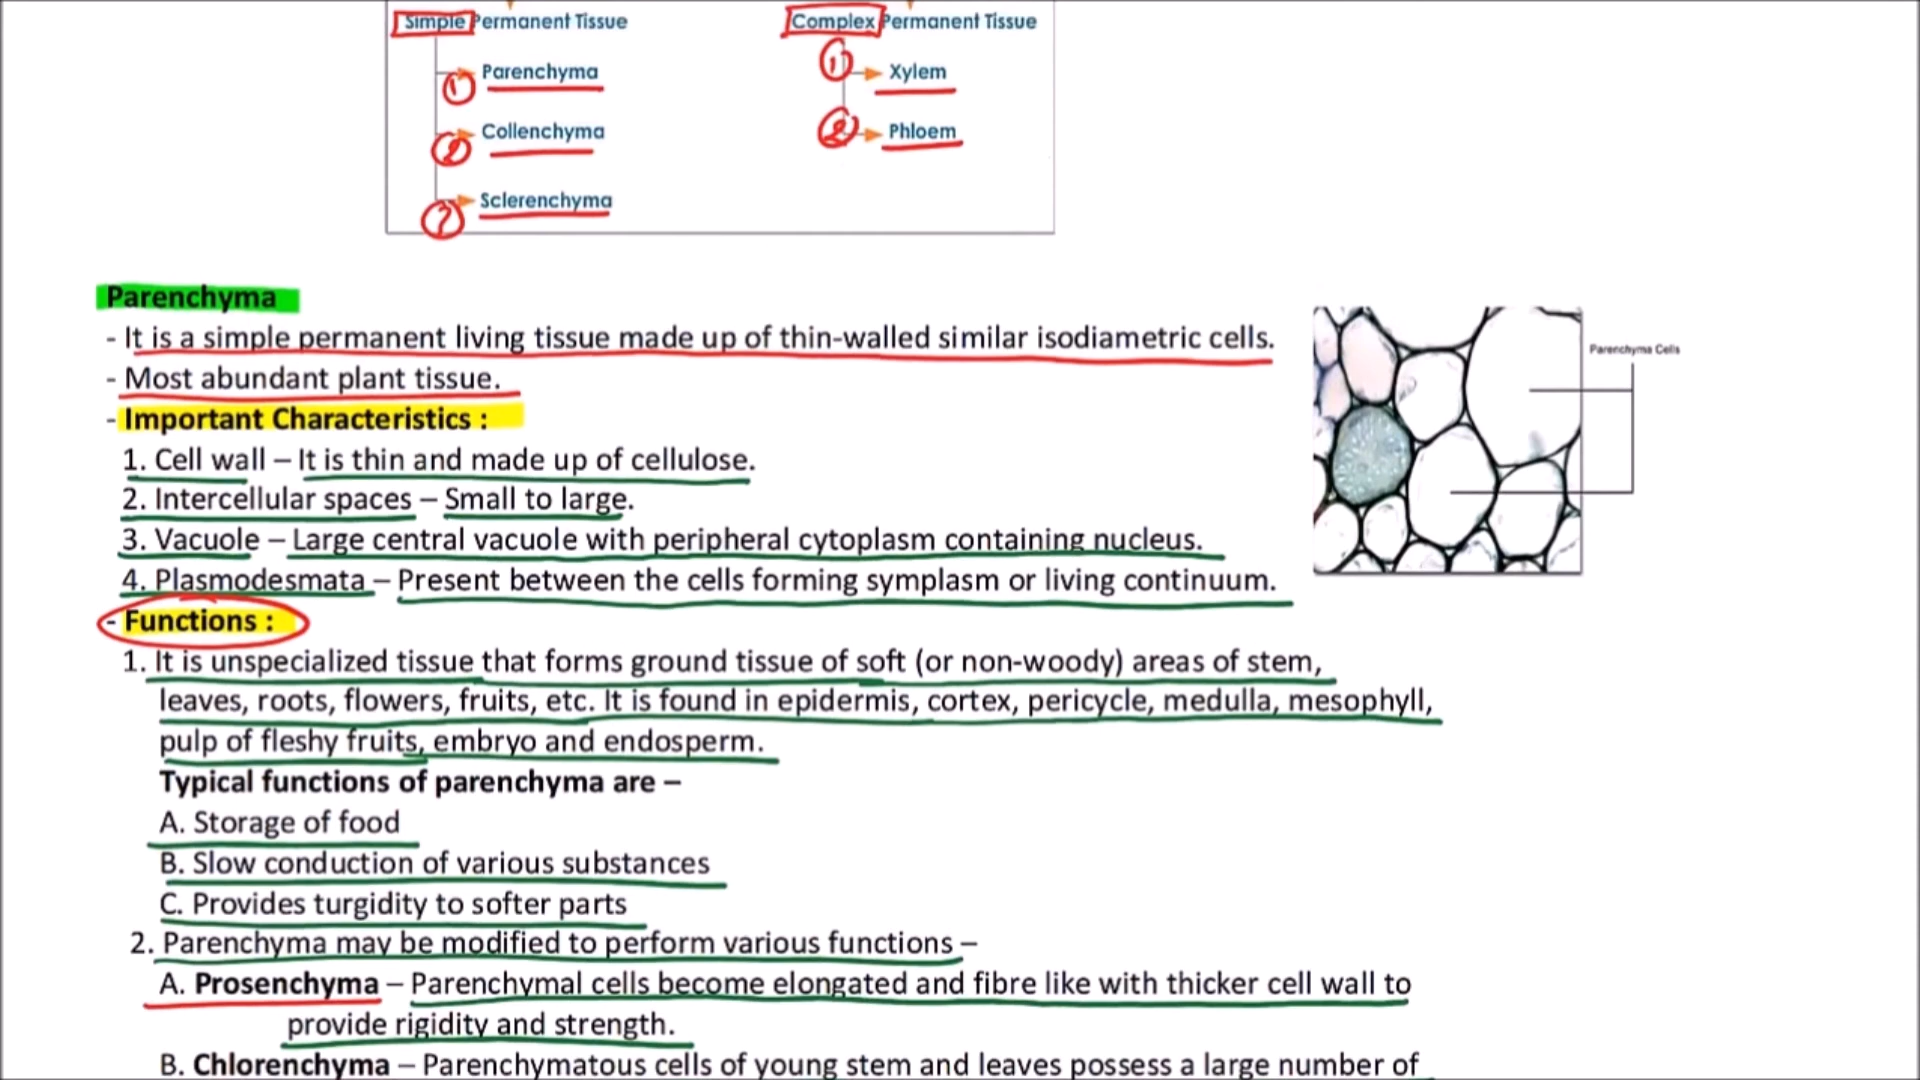 Simple Permanent Tissue
Complex Permanent Tissue
1 Parenchyma
1 Xylem
2 Collenchyma
2 Phloem
Sclerenchyma
Parenchyma
- It is a simple permanent living tissue made up of thin-walled similar isodiametric cells.
Parenchyma Cells
- Most abundant plant tissue.
- Important Characteristics :
1. Cell wall – It is thin and made up of cellulose.
2. Intercellular spaces – Small to large.
3. Vacuole – Large central vacuole with peripheral cytoplasm containing nucleus.
4. Plasmodesmata – Present between the cells forming symplasm or living continuum.
- Functions :
1. It is unspecialized tissue that forms ground tissue of soft (or non-woody) areas of stem,
leaves, roots, flowers, fruits, etc. It is found in epidermis, cortex, pericycle, medulla, mesophyll,
pulp of fleshy fruits, embryo and endosperm.
Typical functions of parenchyma are –
A. Storage of food
B. Slow conduction of various substances
C. Provides turgidity to softer parts
2. Parenchyma may be modified to perform various functions –
A. Prosenchyma – Parenchymal cells become elongated and fibre like with thicker cell wall to
provide rigidity and strength.
B. Chlorenchyma – Parenchymatous cells of young stem and leaves possess a large number of